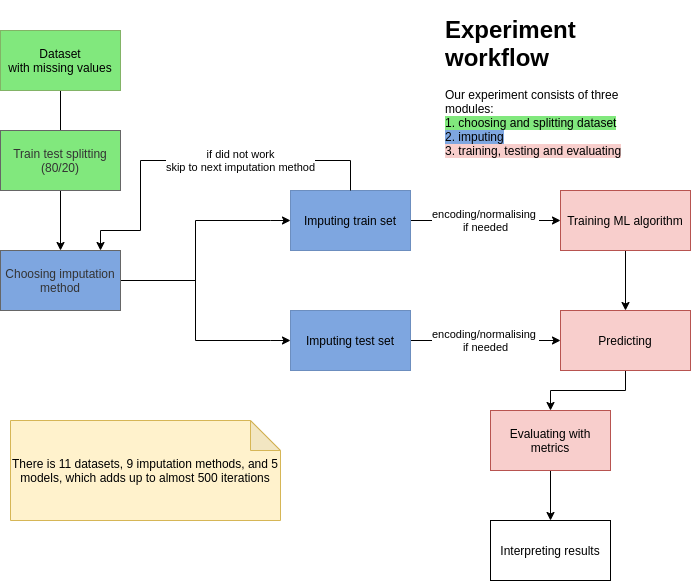 Experiment
workflow
Our experiment consists of three
modules:
1. choosing and splitting dataset
2. imputing
3. training, testing and evaluating
Dataset
with missing values
Train test splitting
(80/20)
if did not work
skip to next imputation method
Choosing imputation
method
Imputing train set
encoding/normalising
if needed
Training ML algorithm
Imputing test set
encoding/normalising
if needed
Predicting
Evaluating with
metrics
There is 11 datasets, 9 imputation methods, and 5
models, which adds up to almost 500 iterations
Interpreting results